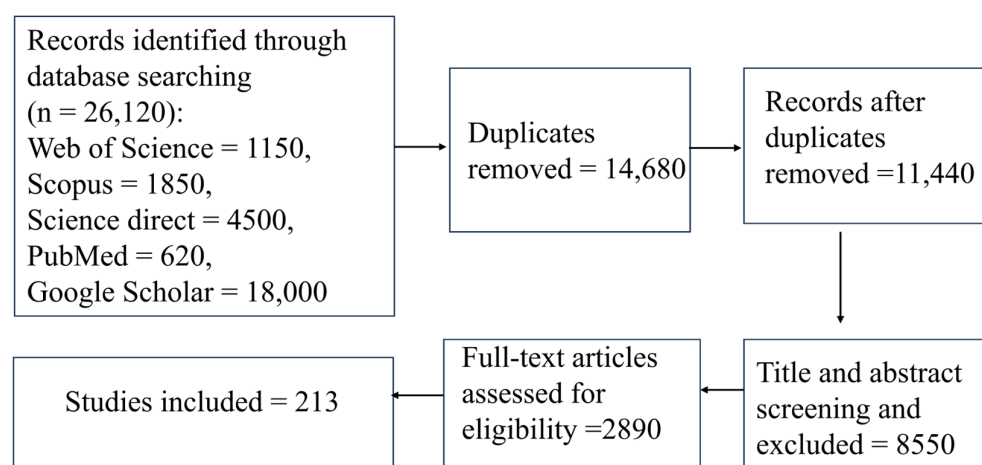 Records identified through
database searching
(n = 26,120):
Web of Science = 1150,
Scopus = 1850,
Science direct = 4500,
PubMed = 620,
Google Scholar = 18,000
Duplicates
removed = 14,680
Records after
duplicates
removed =11,440
Title and abstract
screening and
excluded = 8550
Full-text articles
assessed for
eligibility =2890
Studies included = 213